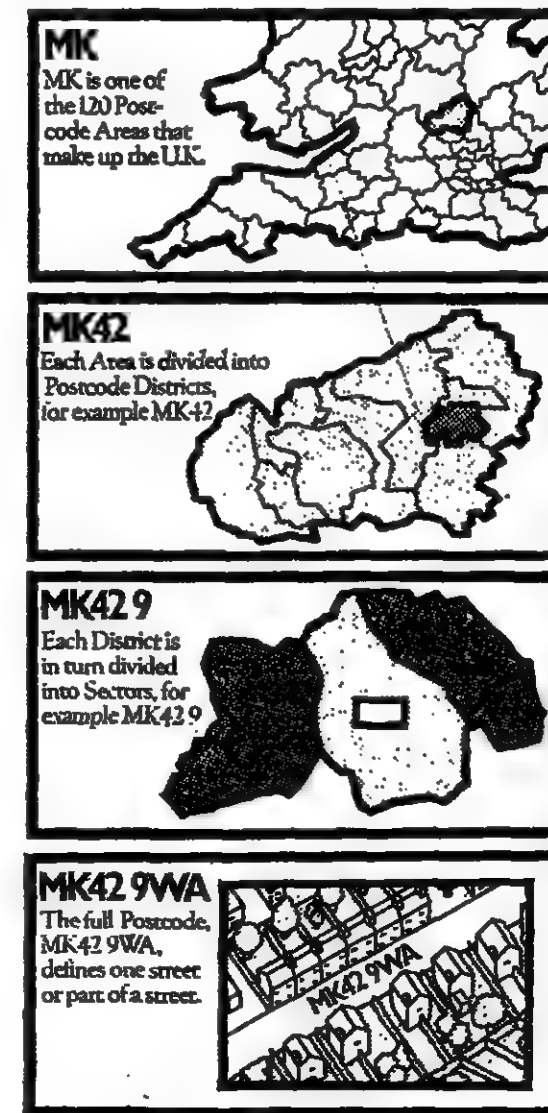 MK
MK is one of
the 120 Post-
code Areas that
make up the U.K.
MK42
Each Area is divided into
Postcode Districts,
for example MK42
MK42 9
Each District is
in turn divided
into Sectors, for
example MK42 9
MK42 9WA
The full Postcode,
MK42 9WA,
defines one street
or part of a street.
MK42 9WA